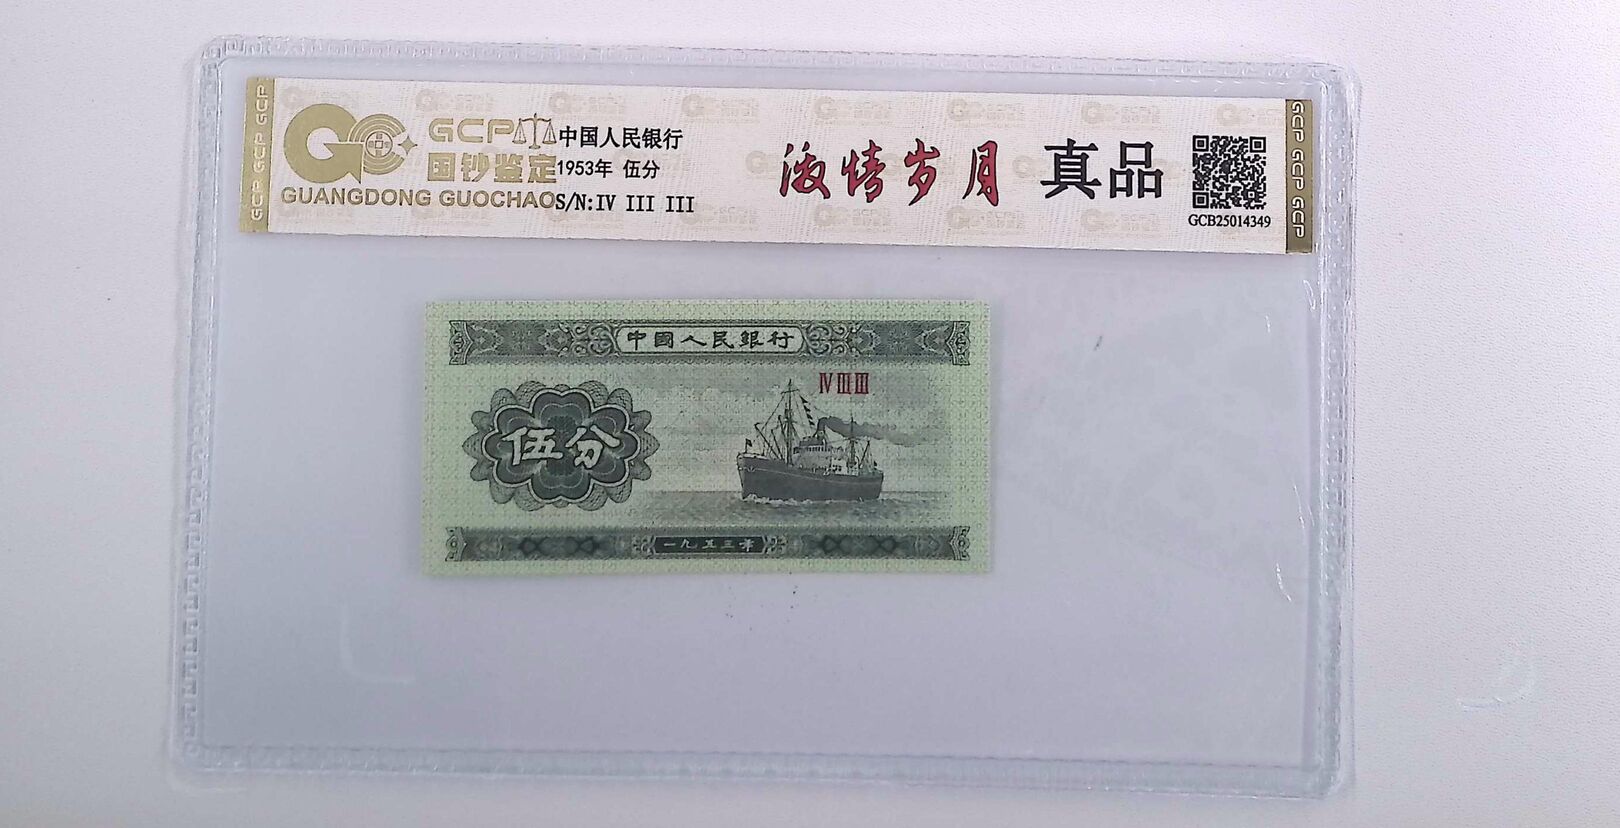 GCP GCP GCP
GCP
国钞鉴定
GUANGDONG GUOCHAO
中国人民银行
1953年 伍分
S/N:IV III III
激情岁月
真品
GCB25014349
GCP GCP GCP
中國人民銀行
IV III III
伍分
一九五三年